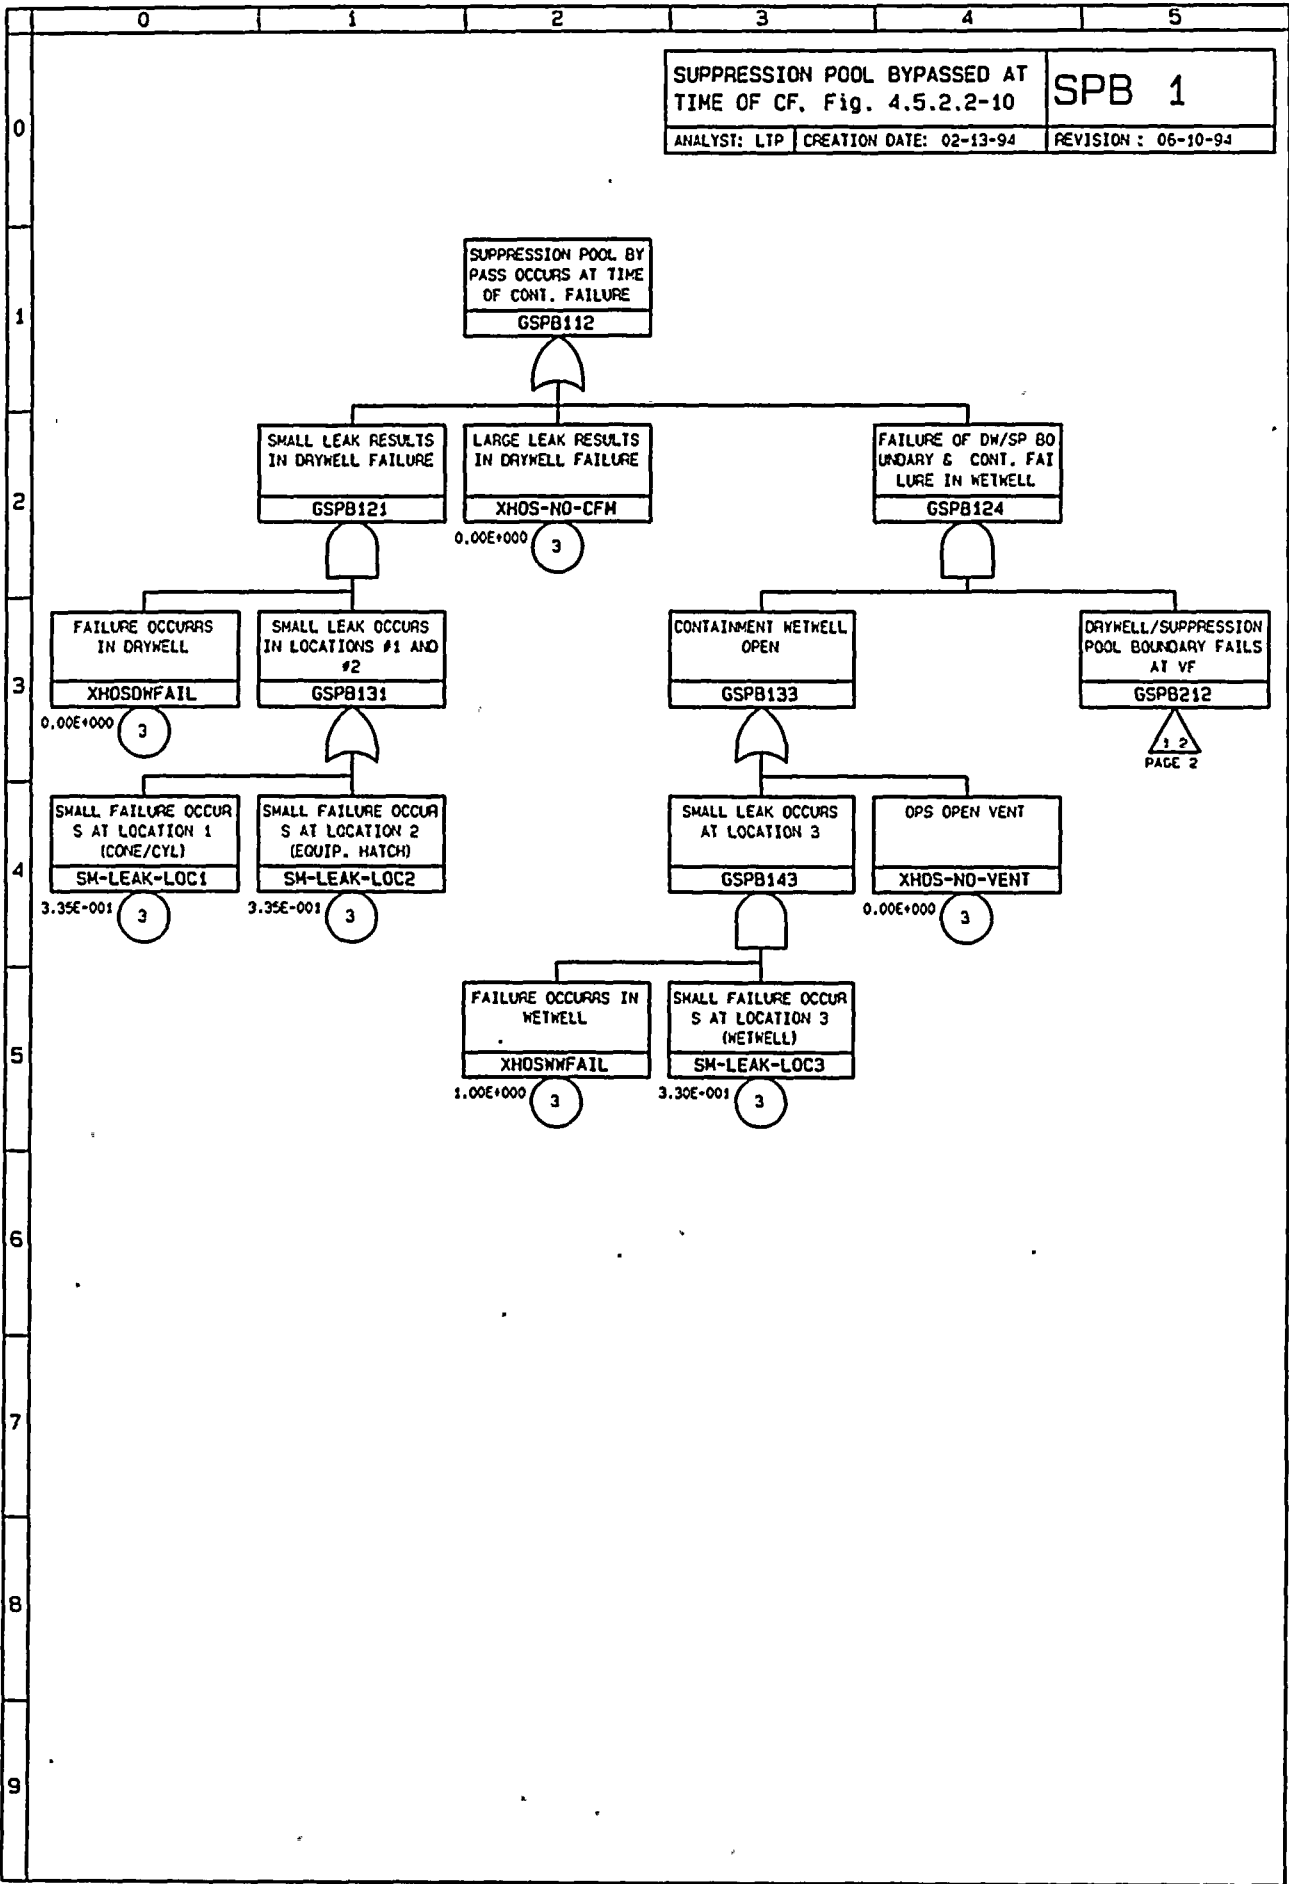 0 1 2 3 4 5
SUPPRESSION POOL BYPASSED AT
TIME OF CF. Fig. 4.5.2.2-10
SPB 1
ANALYST: LTP
CREATION DATE: 02-13-94
REVISION : 06-10-94
0
SUPPRESSION POOL BY
PASS OCCURS AT TIME
OF CONT. FAILURE
GSPB112
1
SMALL LEAK RESULTS
IN DRYWELL FAILURE
GSPB121
LARGE LEAK RESULTS
IN DRYWELL FAILURE
XHOS-NO-CFM
0.00E+000
3
FAILURE OF DW/SP BO
UNDARY & CONT. FAI
LURE IN WETWELL
GSPB124
2
FAILURE OCCURRS
IN DRYWELL
XHOSDWFAIL
0.00E+000
3
SMALL LEAK OCCURS
IN LOCATIONS #1 AND
#2
GSPB131
CONTAINMENT WETWELL
OPEN
GSPB133
DRYWELL/SUPPRESSION
POOL BOUNDARY FAILS
AT VF
GSPB212
1 2
PAGE 2
3
SMALL FAILURE OCCUR
S AT LOCATION 1
(CONE/CYL)
SM-LEAK-LOC1
3.35E-001
3
SMALL FAILURE OCCUR
S AT LOCATION 2
(EQUIP. HATCH)
SM-LEAK-LOC2
3.35E-001
3
SMALL LEAK OCCURS
AT LOCATION 3
GSPB143
OPS OPEN VENT
XHOS-NO-VENT
0.00E+000
3
4
FAILURE OCCURRS IN
WETWELL
XHOSWWFAIL
1.00E+000
3
SMALL FAILURE OCCUR
S AT LOCATION 3
(WETWELL)
SM-LEAK-LOC3
3.30E-001
3
5
6
7
8
9